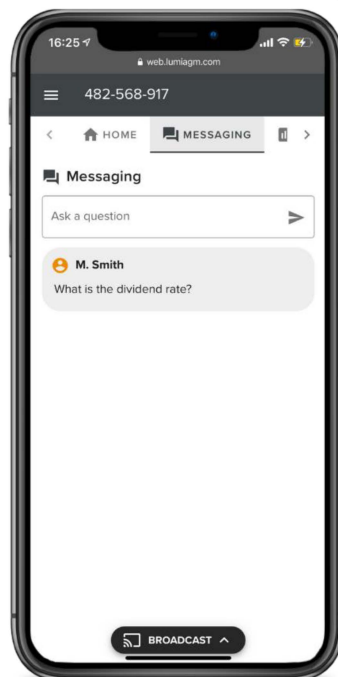 16:25
web.lumiagm.com
482-568-917
HOME
MESSAGING
Messaging
Ask a question
M. Smith
What is the dividend rate?
BROADCAST